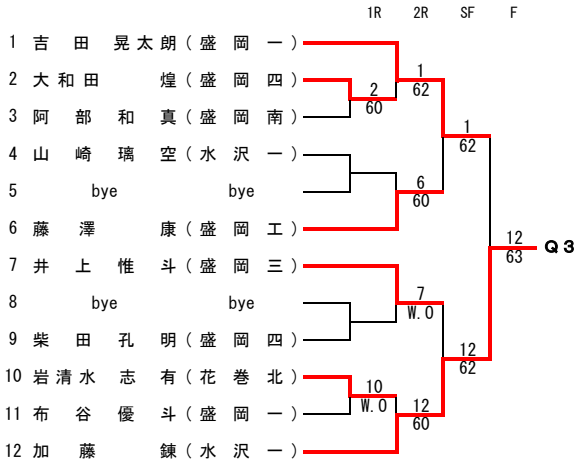 1R 2R SF F
1 吉田晃太朗(盛岡一)
2 大和田煌(盛岡四)
3 阿部和真(盛岡南)
4 山崎璃空(水沢一)
5 bye bye
6 藤澤康(盛岡工)
7 井上惟斗(盛岡三)
8 bye bye
9 柴田孔明(盛岡四)
10 岩清水志有(花巻北)
11 布谷優斗(盛岡一)
12 加藤錬(水沢一)
2
60
10
W.O
1
62
6
60
7
W.O
12
60
1
62
12
62
12
63
Q3